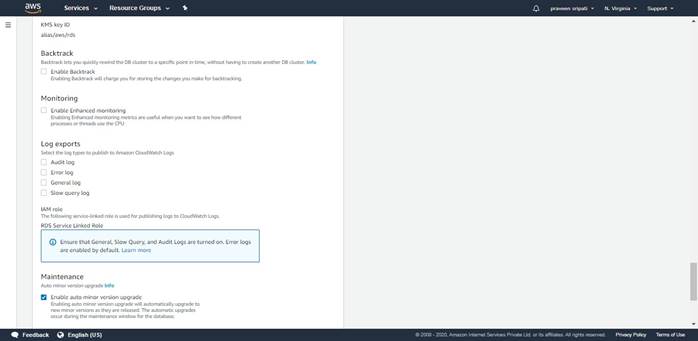 aws
Services
Resource Groups
praveen sripati
N. Virginia
Support
KMS key ID
alias/aws/rds
Backtrack
Backtrack lets you quickly rewind the DB cluster to a specific point in time, without having to create another DB cluster. Info
Enable Backtrack
Enabling Backtrack will charge you for storing the changes you make for backtracking.
Monitoring
Enable Enhanced monitoring
Enabling Enhanced monitoring metrics are useful when you want to see how different
processes or threads use the CPU
Log exports
Select the log types to publish to Amazon CloudWatch Logs
Audit log
Error log
General log
Slow query log
IAM role
The following service-linked role is used for publishing logs to CloudWatch Logs.
RDS Service Linked Role
Ensure that General, Slow Query, and Audit Logs are turned on. Error logs
are enabled by default. Learn more
Maintenance
Auto minor version upgrade Info
Enable auto minor version upgrade
Enabling auto minor version upgrade will automatically upgrade to
new minor versions as they are released. The automatic upgrades
occur during the maintenance window for the database.
Feedback
English (US)
© 2008 - 2020, Amazon Internet Services Private Ltd. or its affiliates. All rights reserved.
Privacy Policy
Terms of Use